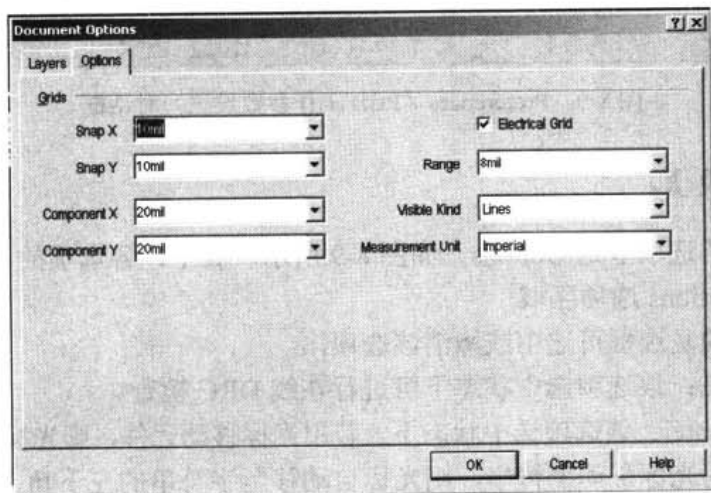 Document Options
Layers Options
Grids
Snap X 10mil
Electrical Grid
Snap Y 10mil
Range 8mil
Component X 20mil
Visible Kind Lines
Component Y 20mil
Measurement Unit Imperial
OK Cancel Help